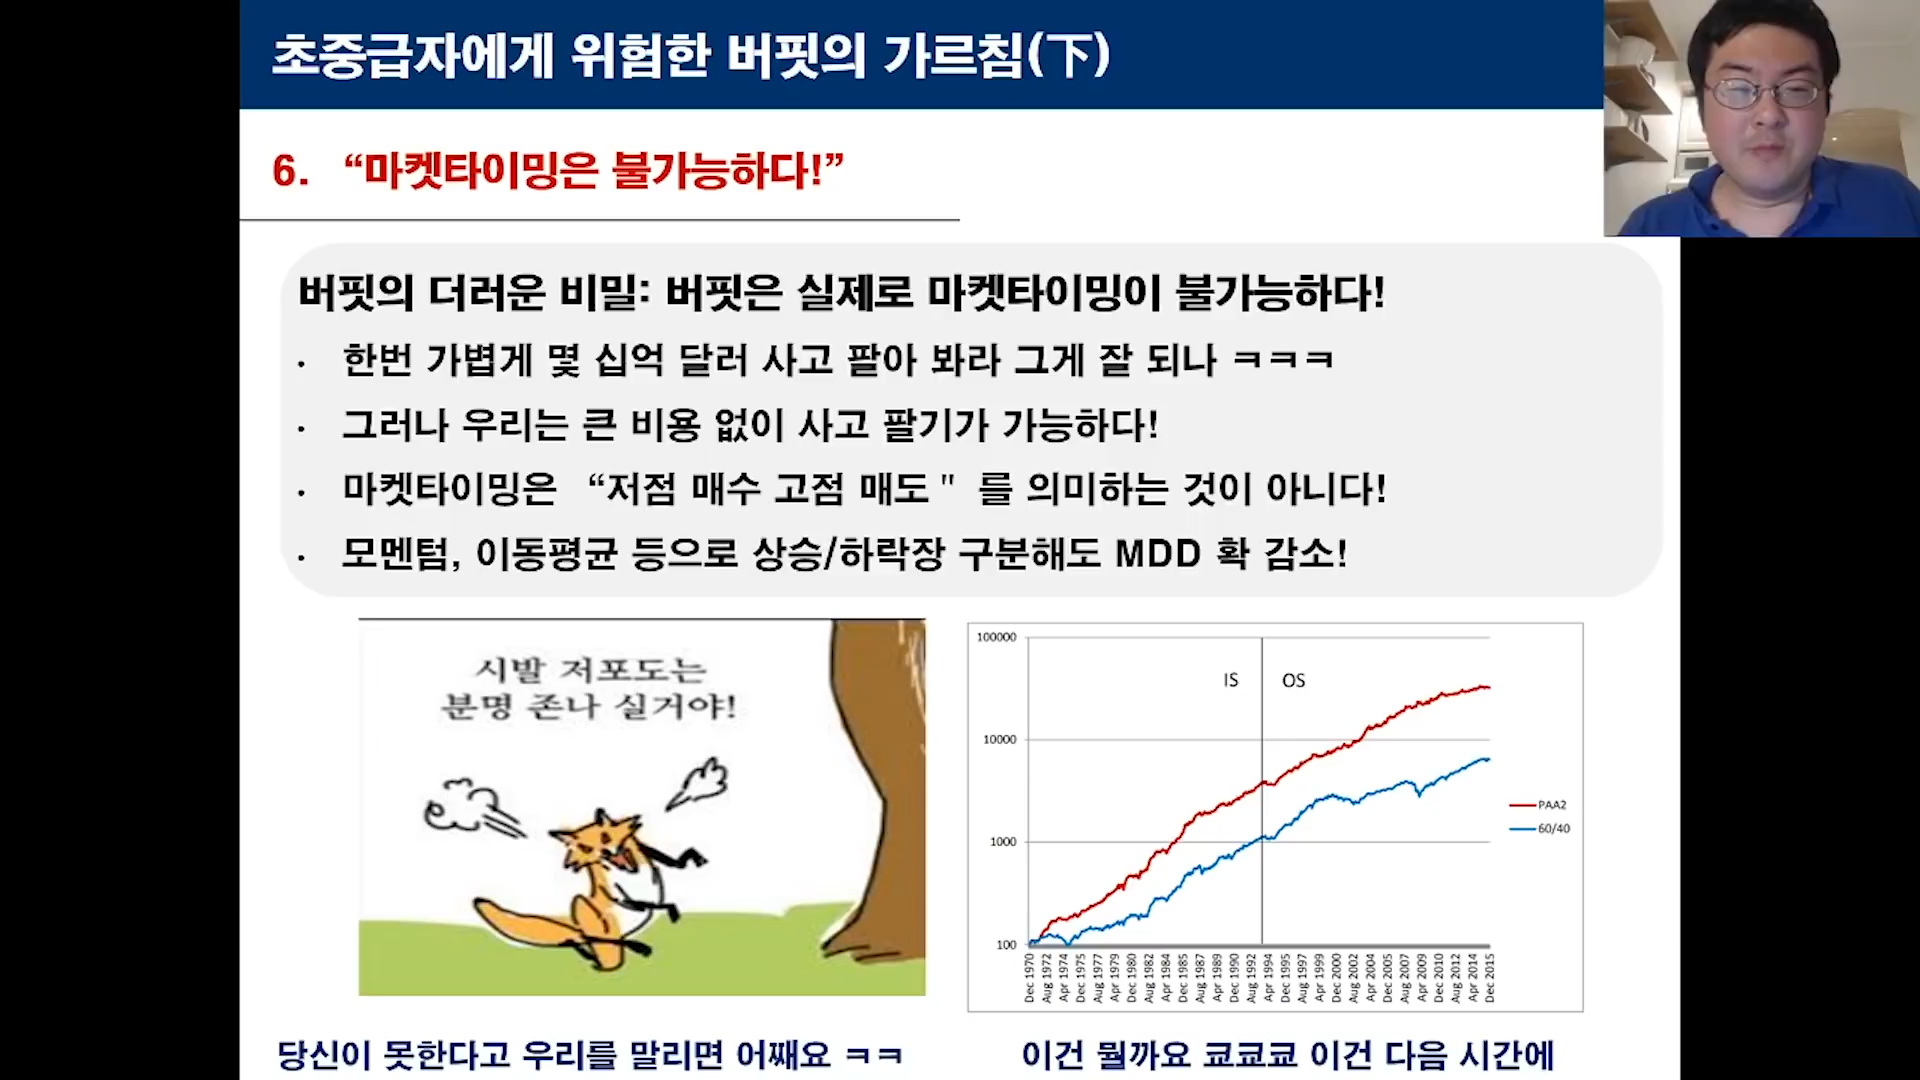 초중급자에게 위험한 버핏의 가르침(下)
6. “마켓타이밍은 불가능하다!”
버핏의 더러운 비밀: 버핏은 실제로 마켓타이밍이 불가능하다!
· 한번 가볍게 몇 십억 달러 사고 팔아 봐라 그게 잘 되나 ㅋㅋㅋ
· 그러나 우리는 큰 비용 없이 사고 팔기가 가능하다!
· 마켓타이밍은 “저점 매수 고점 매도" 를 의미하는 것이 아니다!
· 모멘텀, 이동평균 등으로 상승/하락장 구분해도 MDD 확 감소!
시발 저포도는
분명 존나 실거야!
당신이 못한다고 우리를 말리면 어째요 ㅋㅋ
100000
10000
1000
100
IS
OS
PAA2
60/40
Dec 1970
Aug 1972
Apr 1974
Dec 1975
Aug 1977
Apr 1979
Dec 1980
Aug 1982
Apr 1984
Dec 1985
Aug 1987
Apr 1989
Dec 1990
Aug 1992
Apr 1994
Dec 1995
Aug 1997
Apr 1999
Dec 2000
Aug 2002
Apr 2004
Dec 2005
Aug 2007
Apr 2009
Dec 2010
Aug 2012
Apr 2014
Dec 2015
이건 뭘까요 쿄쿄쿄 이건 다음 시간에